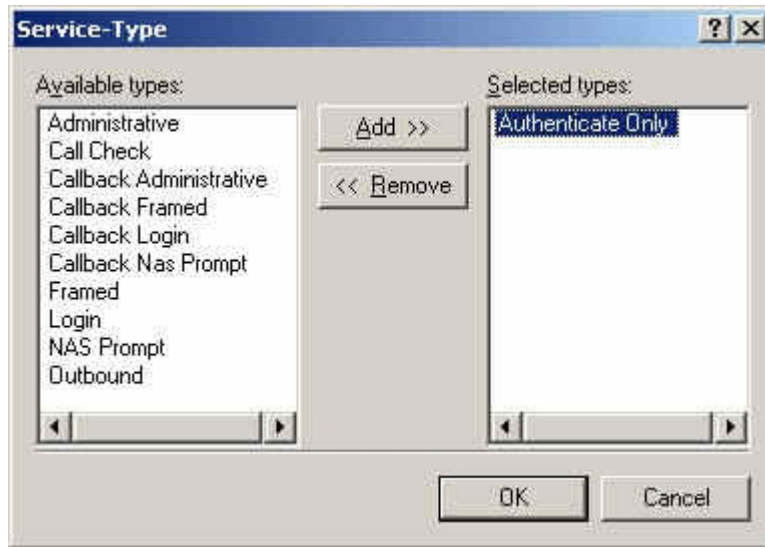 Service-Type
Available types:
Administrative
Call Check
Callback Administrative
Callback Framed
Callback Login
Callback Nas Prompt
Framed
Login
NAS Prompt
Outbound
Add >>
<< Remove
Selected types:
Authenticate Only
OK
Cancel